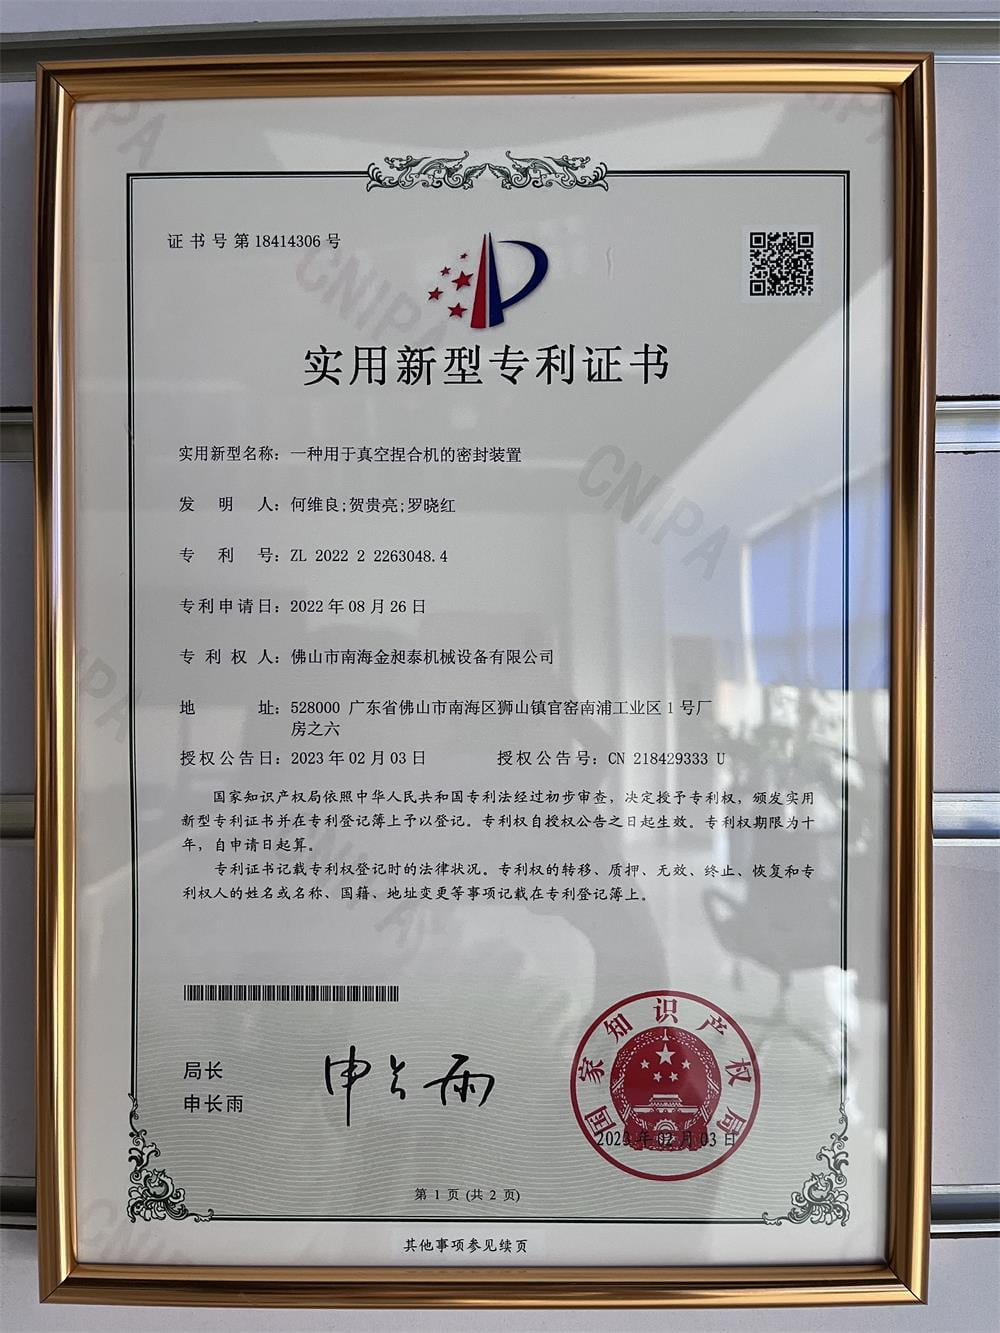 证书号第18414306号
实用新型专利证书
实用新型名称：一种用于真空捏合机的密封装置
发明人：何维良;贺贵亮;罗晓红
专利号：ZL 2022 2 2263048.4
专利申请日：2022年08月26日
专利权人：佛山市南海金昶泰机械设备有限公司
地址：528000 广东省佛山市南海区狮山镇官窑南浦工业区1号厂
房之六
授权公告日：2023年02月03日 授权公告号：CN 218429333 U
国家知识产权局依照中华人民共和国专利法经过初步审查，决定授予专利权，颁发实用
新型专利证书并在专利登记簿上予以登记。专利权自授权公告之日起生效。专利权期限为十
年，自申请日起算。
专利证书记载专利权登记时的法律状况。专利权的转移、质押、无效、终止、恢复和专
利权人的姓名或名称、国籍、地址变更等事项记载在专利登记簿上。
局长
申长雨
申长雨
国家知识产权局
2023年02月03日
第 1 页 (共 2 页)
其他事项参见续页
CNIPA
CNIPA
CNIPA